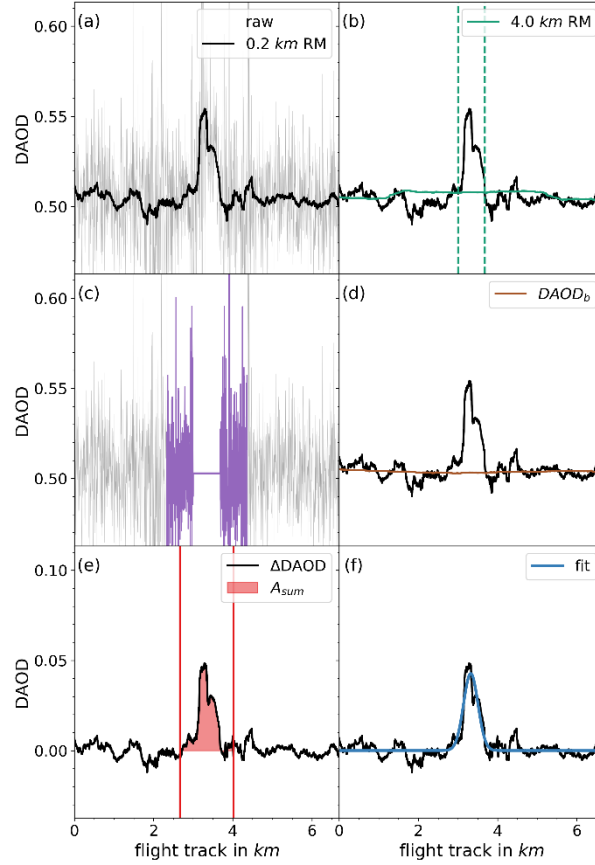 (a)
raw
0.2 km RM
(b)
4.0 km RM
0.60
0.55
0.50
DAOD
(c)
(d)
DAOD_b
0.60
0.55
0.50
DAOD
(e)
ΔDAOD
A_sum
(f)
fit
0.10
0.05
0.00
DAOD
0 2 4 6
0 2 4 6
flight track in km
flight track in km